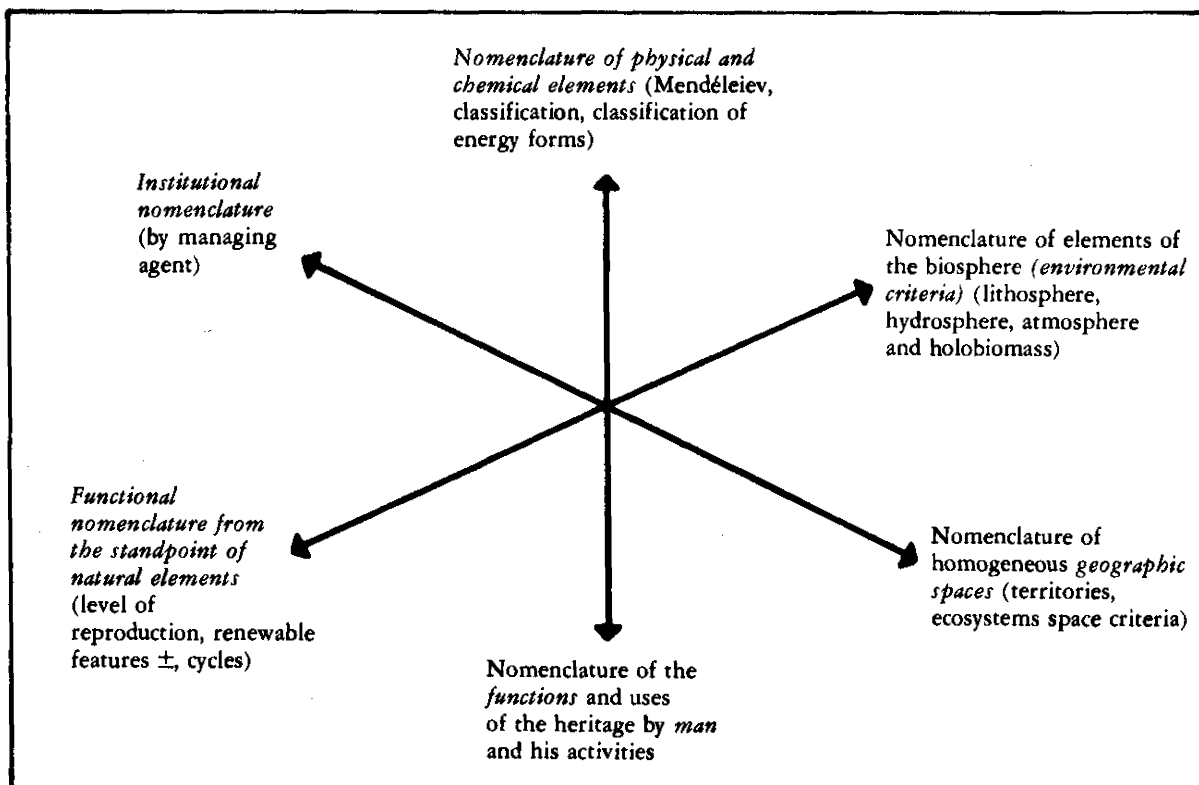 Nomenclature of physical and
chemical elements (Mendéleiev,
classification, classification of
energy forms)
Institutional
nomenclature
(by managing
agent)
Nomenclature of elements of
the biosphere (environmental
criteria) (lithosphere,
hydrosphere, atmosphere
and holobiomass)
Functional
nomenclature from
the standpoint of
natural elements
(level of
reproduction, renewable
features ±, cycles)
Nomenclature of
homogeneous geographic
spaces (territories,
ecosystems space criteria)
Nomenclature of the
functions and uses
of the heritage by man
and his activities